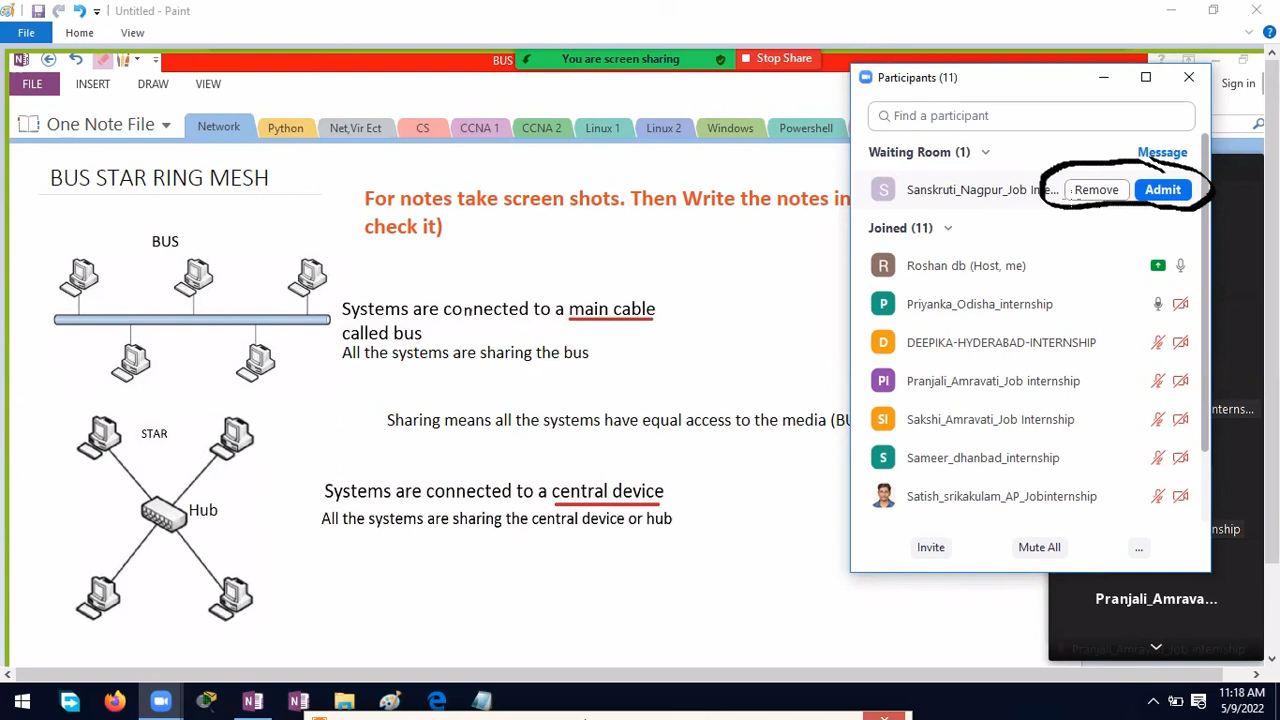 Untitled - Paint
File Home View
BUS
You are screen sharing
Stop Share
FILE INSERT DRAW VIEW
Sign in
One Note File
Network Python Net,Vir Ect CS CCNA 1 CCNA 2 Linux 1 Linux 2 Windows Powershell
BUS STAR RING MESH
For notes take screen shots. Then Write the notes in
check it)
BUS
Systems are connected to a main cable
called bus
All the systems are sharing the bus
Sharing means all the systems have equal access to the media (BU
STAR
Systems are connected to a central device
Hub
All the systems are sharing the central device or hub
Participants (11)
Find a participant
Waiting Room (1)
Message
S
Sanskruti_Nagpur_Job Inte...
Remove
Admit
Joined (11)
R
Roshan db (Host, me)
P
Priyanka_Odisha_internship
D
DEEPIKA-HYDERABAD-INTERNSHIP
PI
Pranjali_Amravati_Job internship
SI
Sakshi_Amravati_Job Internship
S
Sameer_dhanbad_internship
Satish_srikakulam_AP_Jobinternship
Invite
Mute All
...
nterns...
ship
Pranjali_Amrava...
Pranjali_Amravati_Job internship
11:18 AM
5/9/2022